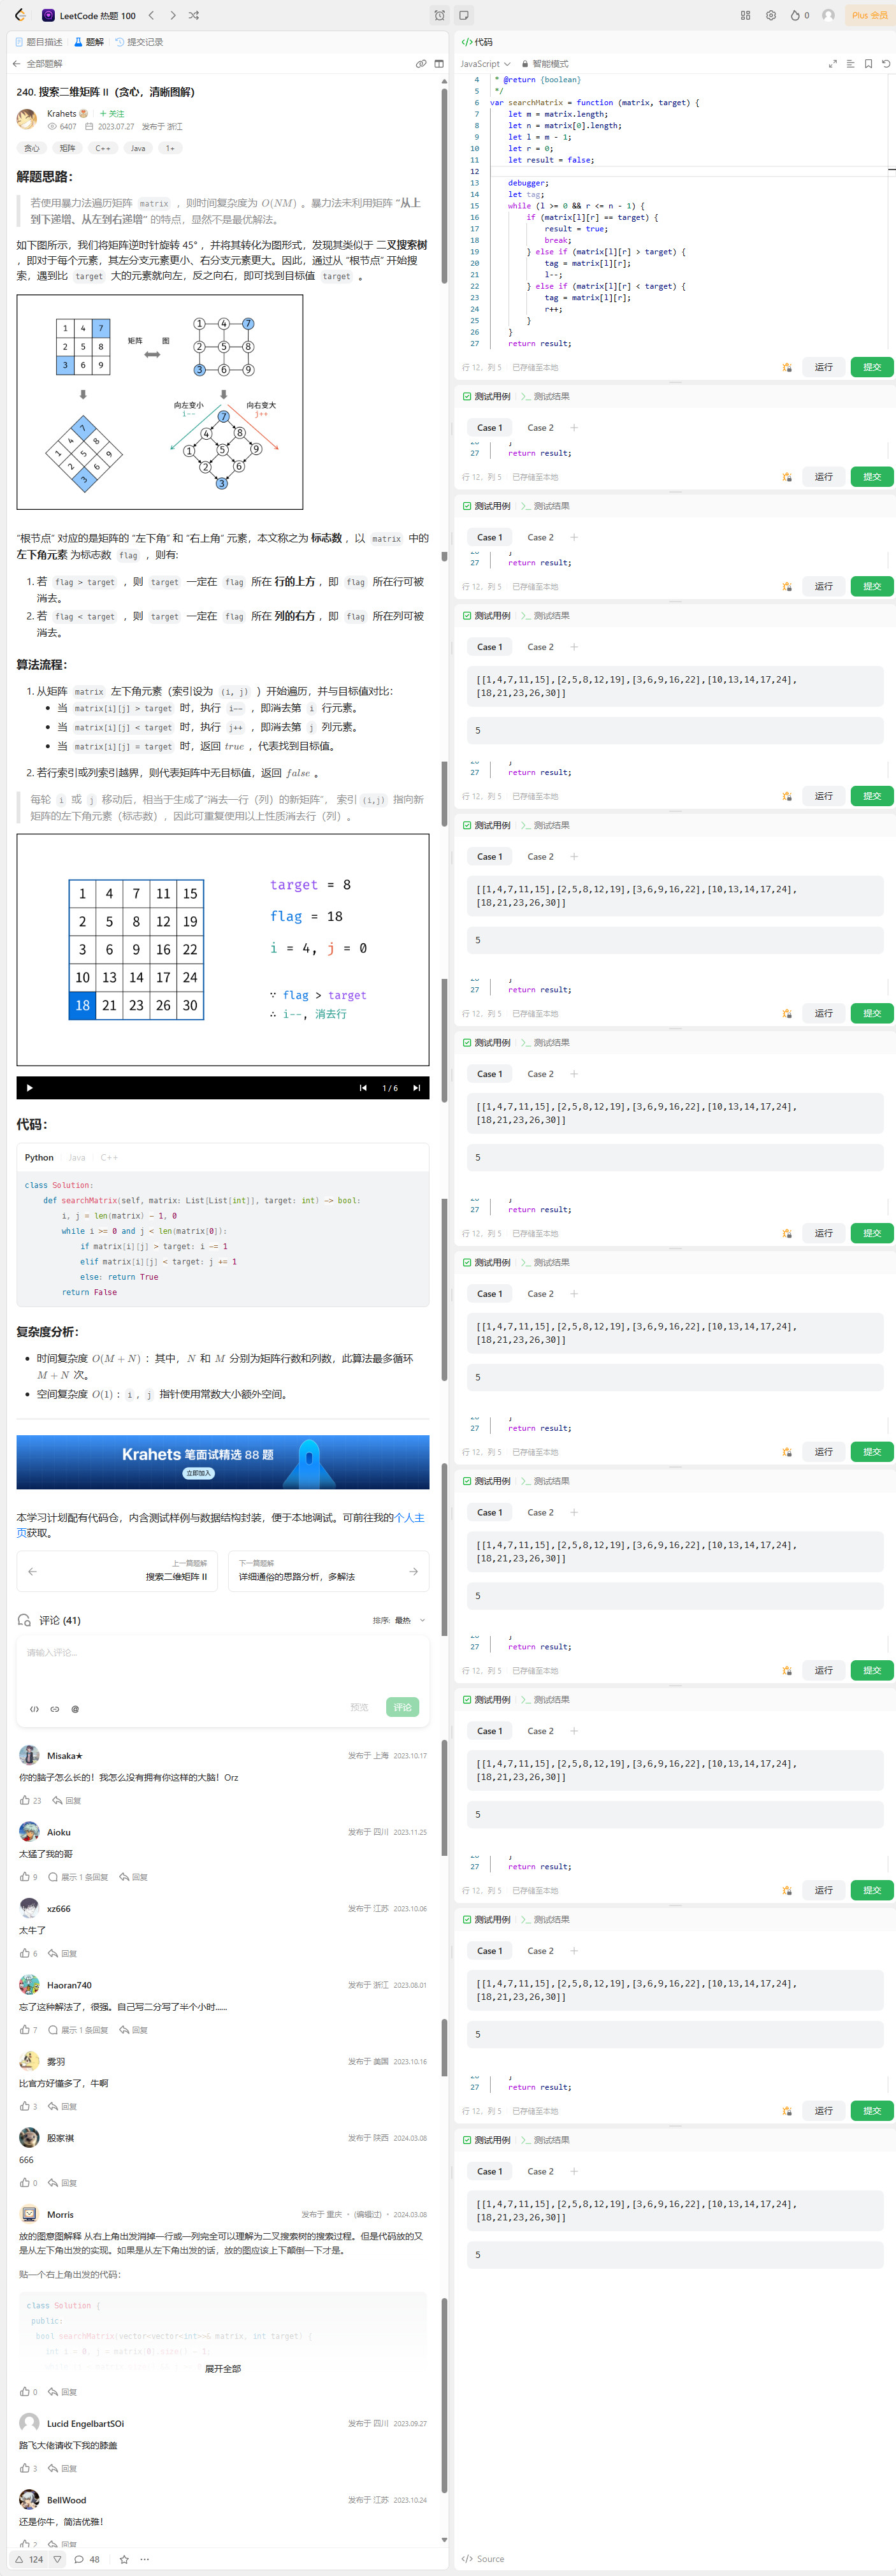 LeetCode 热题 100
0
Plus 会员
题目描述
题解
提交记录
全部题解
240. 搜索二维矩阵 II（贪心，清晰图解）
Krahets
+ 关注
6407 2023.07.27 发布于 浙江
贪心 矩阵 C++ Java 1+
解题思路：
若使用暴力法遍历矩阵 matrix ，则时间复杂度为 O(NM) 。暴力法未利用矩阵 “从上
到下递增、从左到右递增” 的特点，显然不是最优解法。
如下图所示，我们将矩阵逆时针旋转 45° ，并将其转化为图形式，发现其类似于 二叉搜索树
，即对于每个元素，其左分支元素更小、右分支元素更大。因此，通过从 “根节点” 开始搜
索，遇到比 target 大的元素就向左，反之向右，即可找到目标值 target 。
1 4 7
2 5 8
3 6 9
矩阵 图
1 4 7
2 5 8
3 6 9
向左变小
i--
向右变大
j++
7
4 8
1 5 9
2 6
3
7
4 8
1 5 9
2 6
3
“根节点” 对应的是矩阵的 “左下角” 和 “右上角” 元素，本文称之为 标志数 ，以 matrix 中的
左下角元素 为标志数 flag ，则有:
1. 若 flag > target ，则 target 一定在 flag 所在 行的上方 ，即 flag 所在行可被
消去。
2. 若 flag < target ，则 target 一定在 flag 所在 列的右方 ，即 flag 所在列可被
消去。
算法流程：
1. 从矩阵 matrix 左下角元素（索引设为 (i, j) ）开始遍历，并与目标值对比：
• 当 matrix[i][j] > target 时，执行 i-- ，即消去第 i 行元素。
• 当 matrix[i][j] < target 时，执行 j++ ，即消去第 j 列元素。
• 当 matrix[i][j] = target 时，返回 true ，代表找到目标值。
2. 若行索引或列索引越界，则代表矩阵中无目标值，返回 false 。
每轮 i 或 j 移动后，相当于生成了“消去一行（列）的新矩阵”， 索引(i,j) 指向新
矩阵的左下角元素（标志数），因此可重复使用以上性质消去行（列）。
1 4 7 11 15
2 5 8 12 19
3 6 9 16 22
10 13 14 17 24
18 21 23 26 30
target = 8
flag = 18
i = 4, j = 0
∵ flag > target
∴ i--, 消去行
1 / 6
代码：
Python Java C++
class Solution:
def searchMatrix(self, matrix: List[List[int]], target: int) -> bool:
i, j = len(matrix) - 1, 0
while i >= 0 and j < len(matrix[0]):
if matrix[i][j] > target: i -= 1
elif matrix[i][j] < target: j += 1
else: return True
return False
复杂度分析：
• 时间复杂度 O(M + N) ：其中，N 和 M 分别为矩阵行数和列数，此算法最多循环
M + N 次。
• 空间复杂度 O(1) : i , j 指针使用常数大小额外空间。
Krahets 笔面试精选 88 题
立即加入
本学习计划配有代码仓，内含测试样例与数据结构封装，便于本地调试。可前往我的个人主
页获取。
上一篇题解
搜索二维矩阵 II
下一篇题解
详细通俗的思路分析，多解法
评论 (41)
排序: 最热
请输入评论...
@
预览 评论
Misaka★
发布于 上海 2023.10.17
你的脑子怎么长的！我怎么没有拥有你这样的大脑！Orz
23 回复
Aioku
发布于 四川 2023.11.25
太猛了我的哥
9 展示 1 条回复 回复
xz666
发布于 江苏 2023.10.06
太牛了
6 回复
Haoran740
发布于 浙江 2023.08.01
忘了这种解法了，很强。自己写二分写了半个小时......
7 展示 1 条回复 回复
雾羽
发布于 美国 2023.10.16
比官方好懂多了，牛啊
3 回复
殷家祺
发布于 陕西 2024.03.08
666
0 回复
Morris
发布于 重庆 • (编辑过) • 2024.03.08
放的图意图解释 从右上角出发消掉一行或一列完全可以理解为二叉搜索树的搜索过程。但是代码放的又
是从左下角出发的实现。如果是从左下角出发的话，放的图应该上下颠倒一下才是。
贴一个右上角出发的代码：
class Solution {
public:
bool searchMatrix(vector<vector<int>>& matrix, int target) {
int i = 0, j = matrix[0].size() - 1;
展开全部
0 回复
Lucid EngelbartSOi
发布于 四川 2023.09.27
路飞大佬请收下我的膝盖
3 回复
BellWood
发布于 江苏 2023.10.24
还是你牛，简洁优雅！
2 回复
124 48
代码
JavaScript 智能模式
4 * @return {boolean}
5 */
6 var searchMatrix = function (matrix, target) {
7 let m = matrix.length;
8 let n = matrix[0].length;
9 let l = m - 1;
10 let r = 0;
11 let result = false;
12
13 debugger;
14 let tag;
15 while (l >= 0 && r <= n - 1) {
16 if (matrix[l][r] == target) {
17 result = true;
18 break;
19 } else if (matrix[l][r] > target) {
20 tag = matrix[l][r];
21 l--;
22 } else if (matrix[l][r] < target) {
23 tag = matrix[l][r];
24 r++;
25 }
26 }
27 return result;
行 12, 列 5 已存储至本地
运行 提交
测试用例 测试结果
Case 1 Case 2 +
27 return result;
行 12, 列 5 已存储至本地
运行 提交
测试用例 测试结果
Case 1 Case 2 +
27 return result;
行 12, 列 5 已存储至本地
运行 提交
测试用例 测试结果
Case 1 Case 2 +
[[1,4,7,11,15],[2,5,8,12,19],[3,6,9,16,22],[10,13,14,17,24],
[18,21,23,26,30]]
5
27 return result;
行 12, 列 5 已存储至本地
运行 提交
测试用例 测试结果
Case 1 Case 2 +
[[1,4,7,11,15],[2,5,8,12,19],[3,6,9,16,22],[10,13,14,17,24],
[18,21,23,26,30]]
5
27 return result;
行 12, 列 5 已存储至本地
运行 提交
测试用例 测试结果
Case 1 Case 2 +
[[1,4,7,11,15],[2,5,8,12,19],[3,6,9,16,22],[10,13,14,17,24],
[18,21,23,26,30]]
5
27 return result;
行 12, 列 5 已存储至本地
运行 提交
测试用例 测试结果
Case 1 Case 2 +
[[1,4,7,11,15],[2,5,8,12,19],[3,6,9,16,22],[10,13,14,17,24],
[18,21,23,26,30]]
5
27 return result;
行 12, 列 5 已存储至本地
运行 提交
测试用例 测试结果
Case 1 Case 2 +
[[1,4,7,11,15],[2,5,8,12,19],[3,6,9,16,22],[10,13,14,17,24],
[18,21,23,26,30]]
5
27 return result;
行 12, 列 5 已存储至本地
运行 提交
测试用例 测试结果
Case 1 Case 2 +
[[1,4,7,11,15],[2,5,8,12,19],[3,6,9,16,22],[10,13,14,17,24],
[18,21,23,26,30]]
5
27 return result;
行 12, 列 5 已存储至本地
运行 提交
测试用例 测试结果
Case 1 Case 2 +
[[1,4,7,11,15],[2,5,8,12,19],[3,6,9,16,22],[10,13,14,17,24],
[18,21,23,26,30]]
5
27 return result;
行 12, 列 5 已存储至本地
运行 提交
测试用例 测试结果
Case 1 Case 2 +
[[1,4,7,11,15],[2,5,8,12,19],[3,6,9,16,22],[10,13,14,17,24],
[18,21,23,26,30]]
5
Source